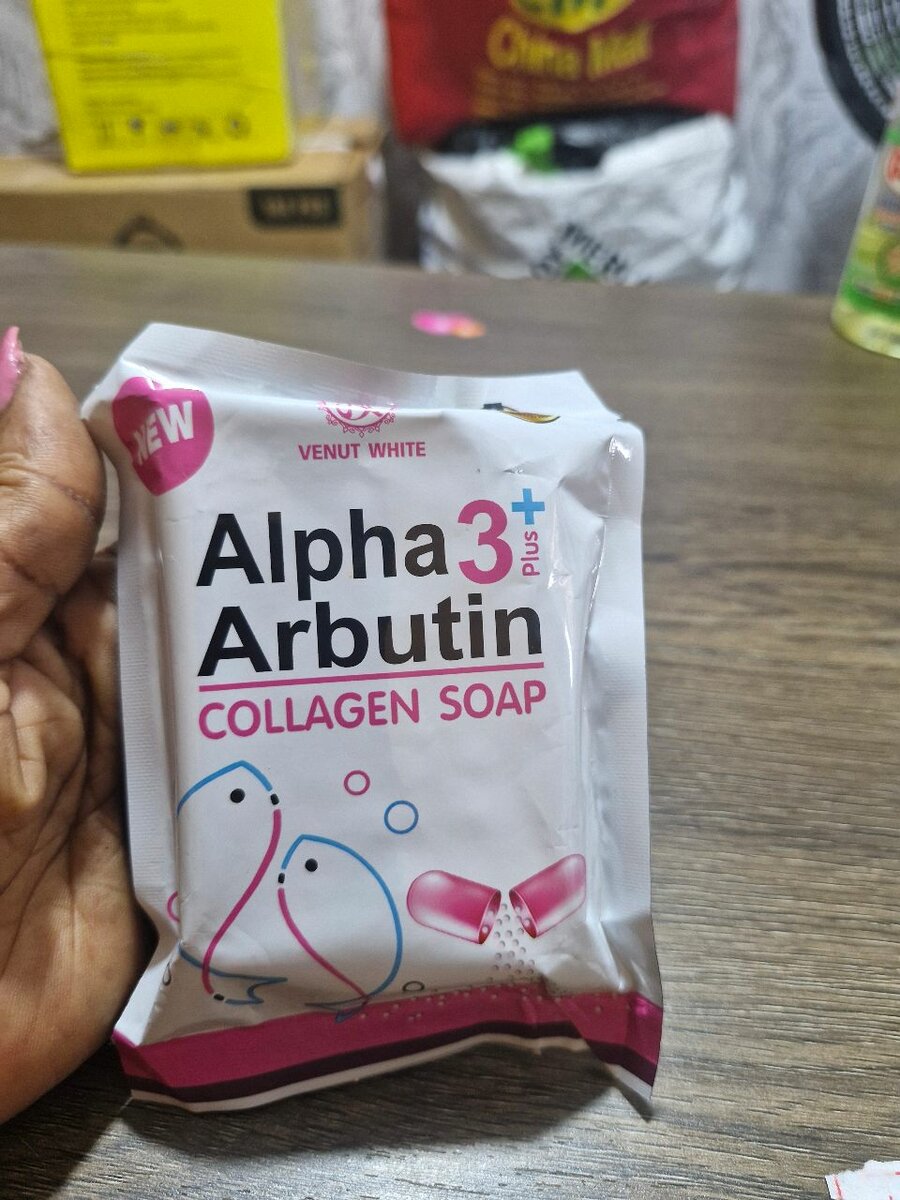 NEW
VENUT WHITE
Alpha 3+
Plus
Arbutin
COLLAGEN SOAP